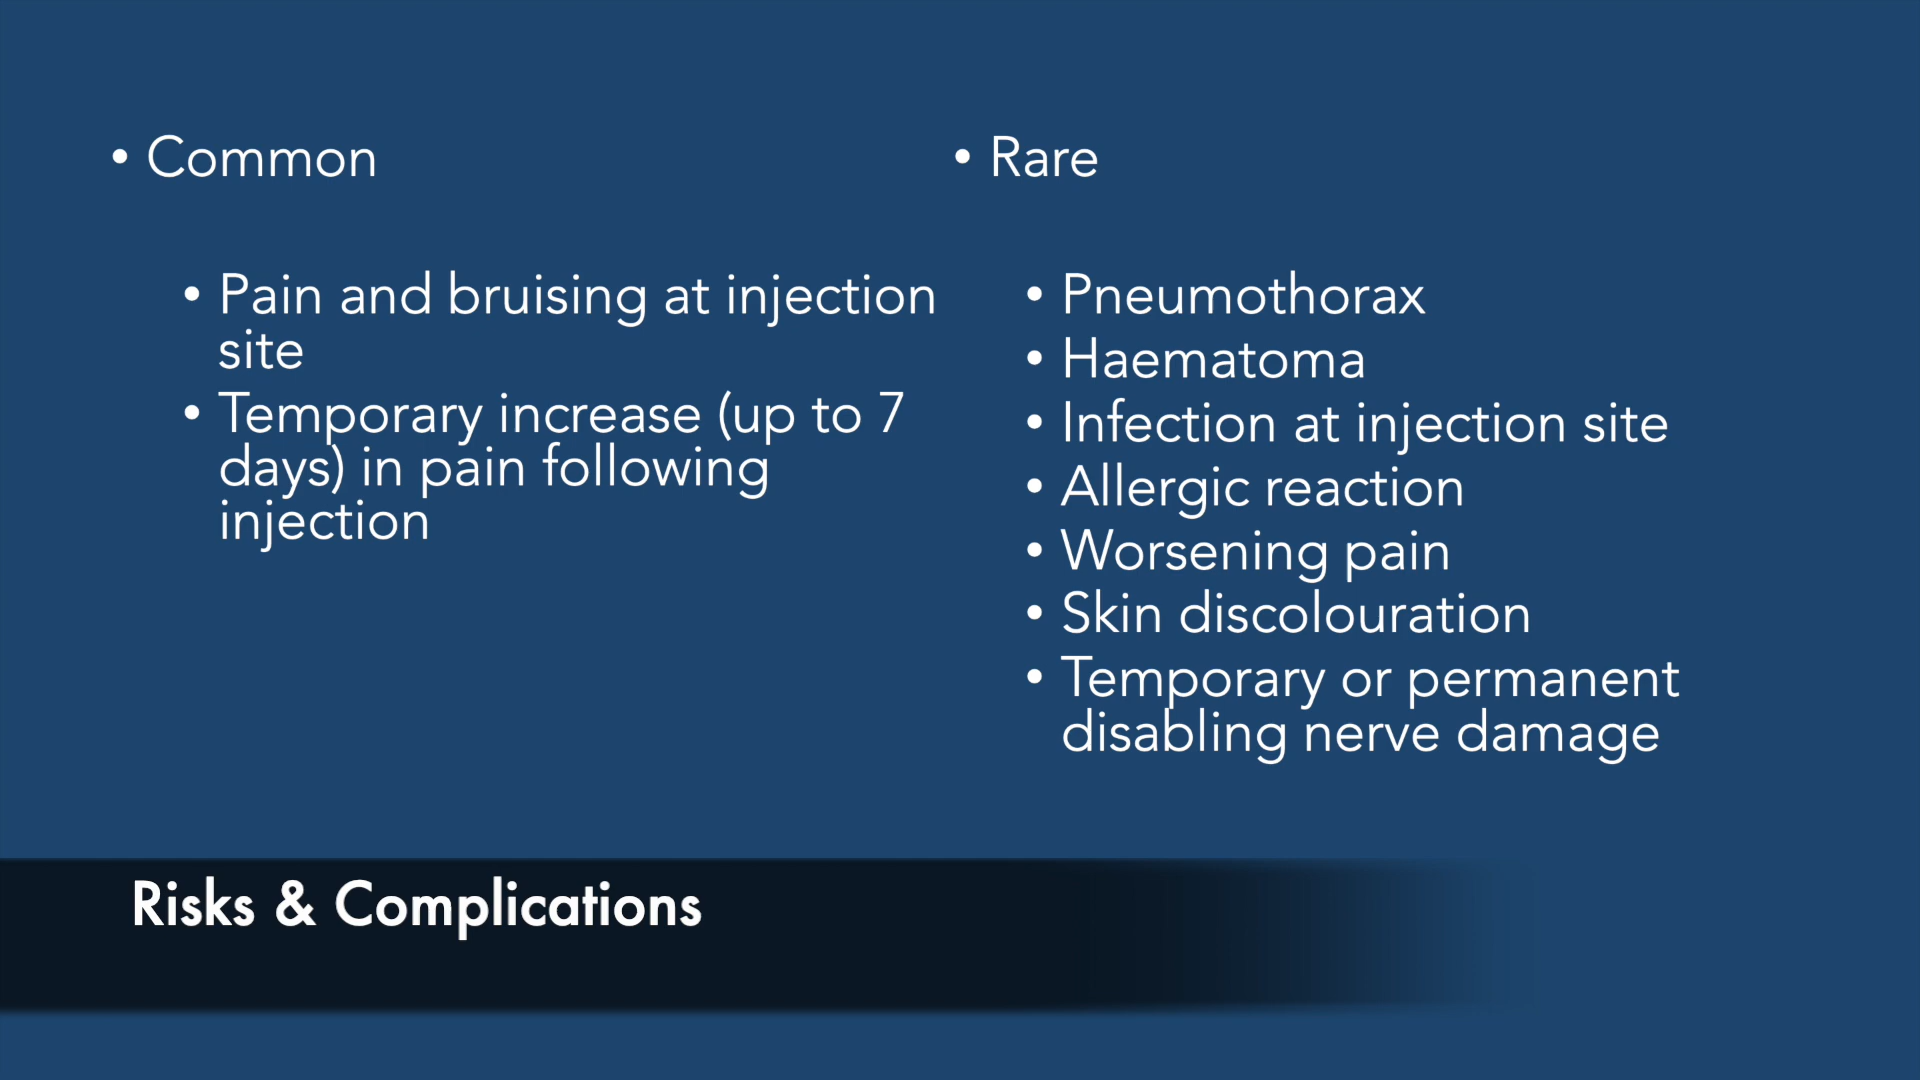 • Common
• Pain and bruising at injection
site
• Temporary increase (up to 7
days) in pain following
injection
• Rare
• Pneumothorax
• Haematoma
• Infection at injection site
• Allergic reaction
• Worsening pain
• Skin discolouration
• Temporary or permanent
disabling nerve damage
Risks & Complications